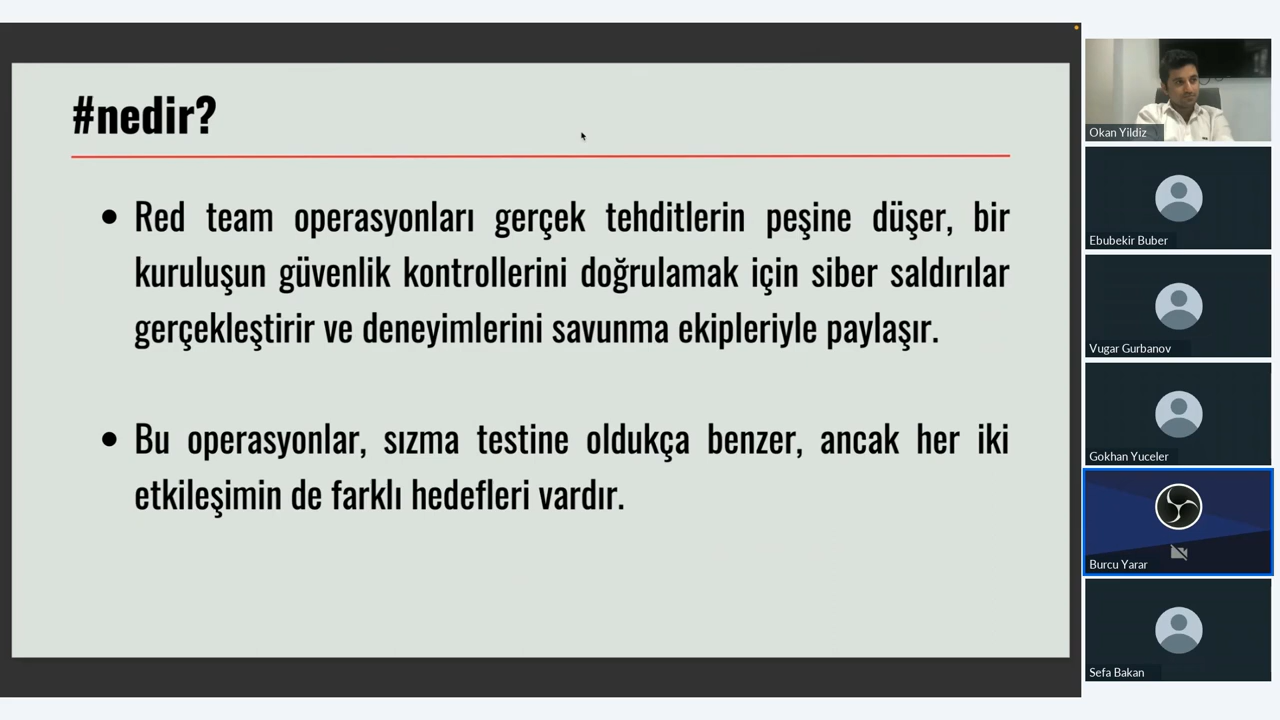 #nedir?
Red team operasyonları gerçek tehditlerin peşine düşer, bir
kuruluşun güvenlik kontrollerini doğrulamak için siber saldırılar
gerçekleştirir ve deneyimlerini savunma ekipleriyle paylaşır.
Bu operasyonlar, sızma testine oldukça benzer, ancak her iki
etkileşimin de farklı hedefleri vardır.
Okan Yildiz
Ebubekir Buber
Vugar Gurbanov
Gokhan Yuceler
Burcu Yarar
Sefa Bakan